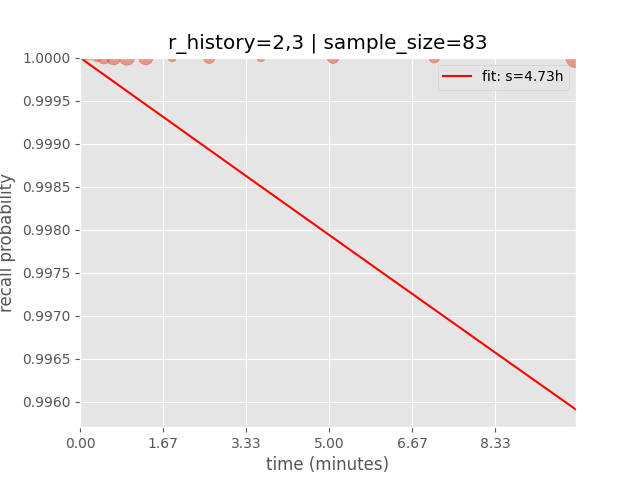 r_history=2,3 | sample_size=83
fit: s=4.73h
recall probability
1.0000
0.9995
0.9990
0.9985
0.9980
0.9975
0.9970
0.9965
0.9960
0.00 1.67 3.33 5.00 6.67 8.33
time (minutes)